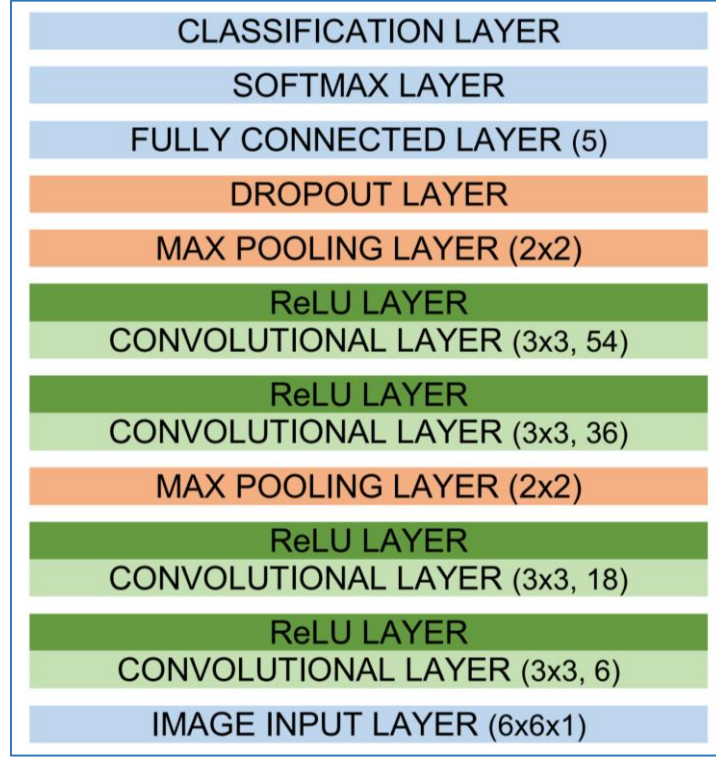 CLASSIFICATION LAYER
SOFTMAX LAYER
FULLY CONNECTED LAYER (5)
DROPOUT LAYER
MAX POOLING LAYER (2x2)
ReLU LAYER
CONVOLUTIONAL LAYER (3x3, 54)
ReLU LAYER
CONVOLUTIONAL LAYER (3x3, 36)
MAX POOLING LAYER (2x2)
ReLU LAYER
CONVOLUTIONAL LAYER (3x3, 18)
ReLU LAYER
CONVOLUTIONAL LAYER (3x3, 6)
IMAGE INPUT LAYER (6x6x1)